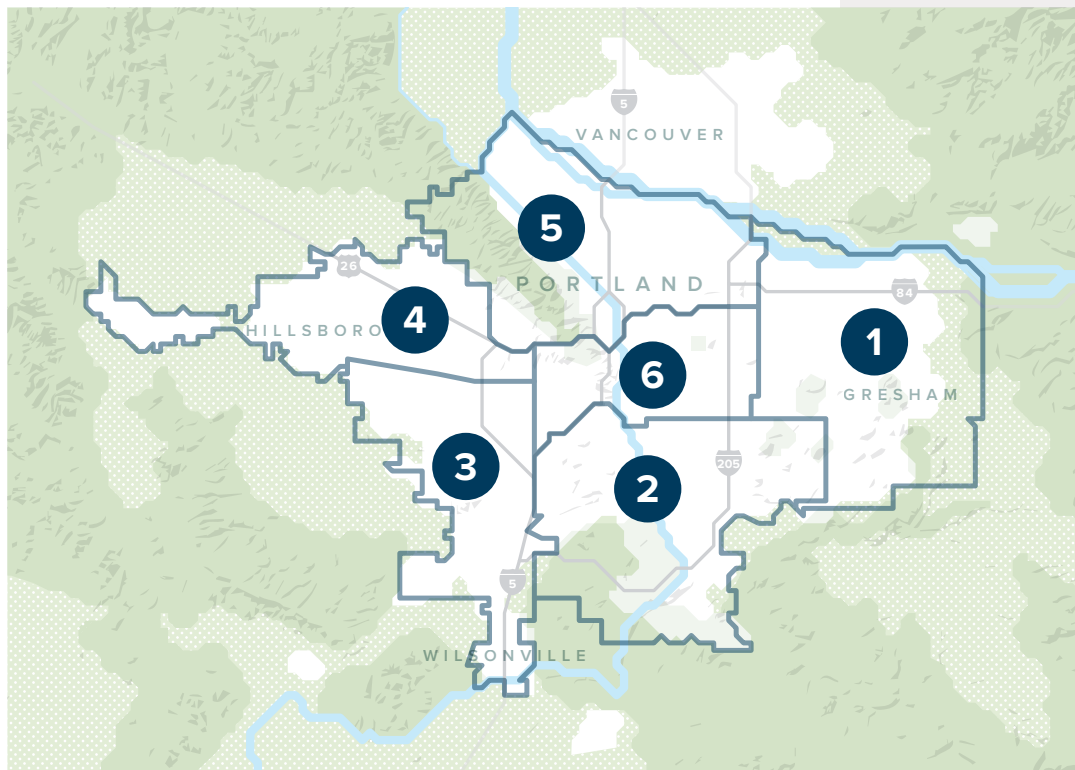 5
VANCOUVER
5
26
PORTLAND
84
4
HILLSBORO
1
6
GRESHAM
3
205
2
5
WILSONVILLE